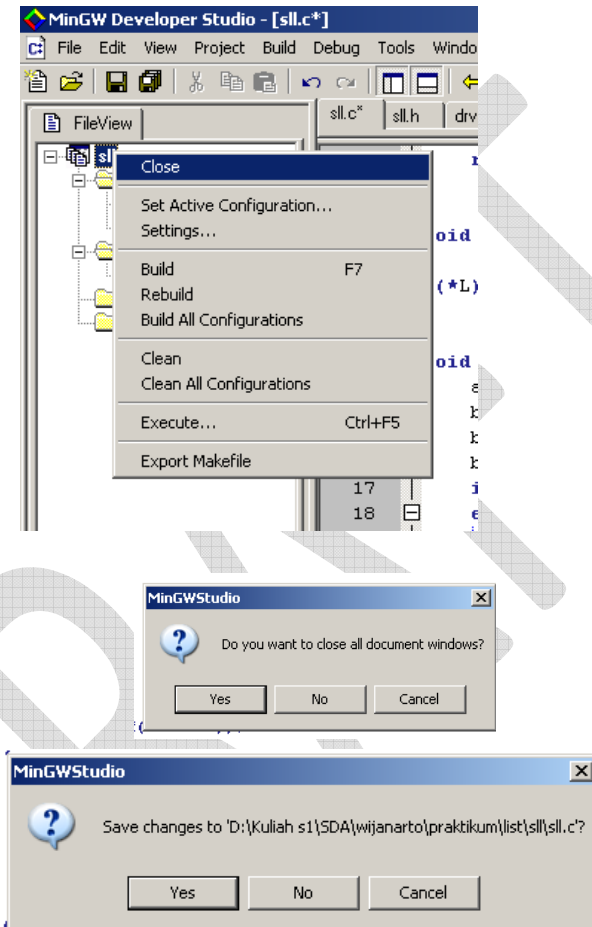 MinGW Developer Studio - [sll.c*]
File Edit View Project Build Debug Tools Windo
FileView
sll.c* sll.h drv
sl
Close
Set Active Configuration...
Settings...
oid
Build F7
(*L)
Rebuild
Build All Configurations
Clean
oid
Clean All Configurations
Execute... Ctrl+F5
Export Makefile
17
18
MinGWStudio
Do you want to close all document windows?
Yes No Cancel
MinGWStudio
Save changes to 'D:\Kuliah s1\SDA\wijanarto\praktikum\list\sll\sll.c'?
Yes No Cancel